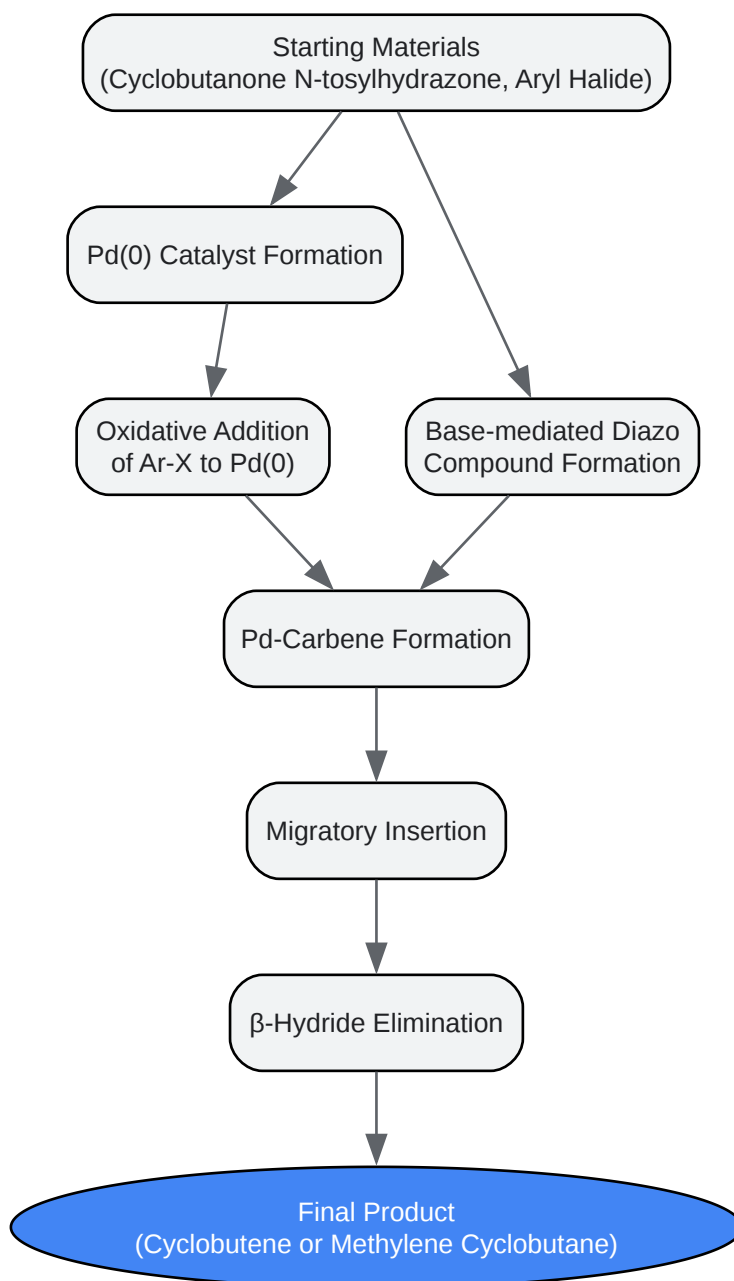 Starting Materials
(Cyclobutanone N-tosylhydrazone, Aryl Halide)
Pd(0) Catalyst Formation
Oxidative Addition
of Ar-X to Pd(0)
Base-mediated Diazo
Compound Formation
Pd-Carbene Formation
Migratory Insertion
β-Hydride Elimination
Final Product
(Cyclobutene or Methylene Cyclobutane)